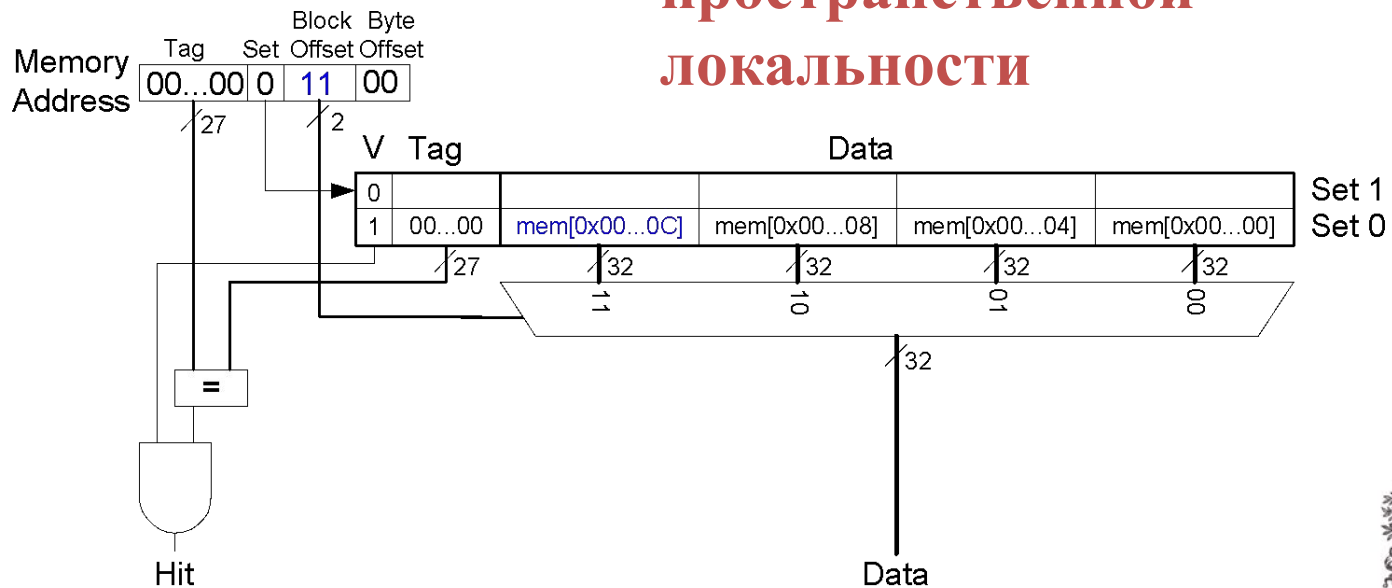 пространственной
локальности
Block Byte
Tag Set Offset Offset
Memory Address
00...00 0 11 00
27 2
V Tag Data
0 Set 1
1 00...00 mem[0x00...0C] mem[0x00...08] mem[0x00...04] mem[0x00...00] Set 0
27 32 32 32 32
11 10 01 00
32
=
Hit Data